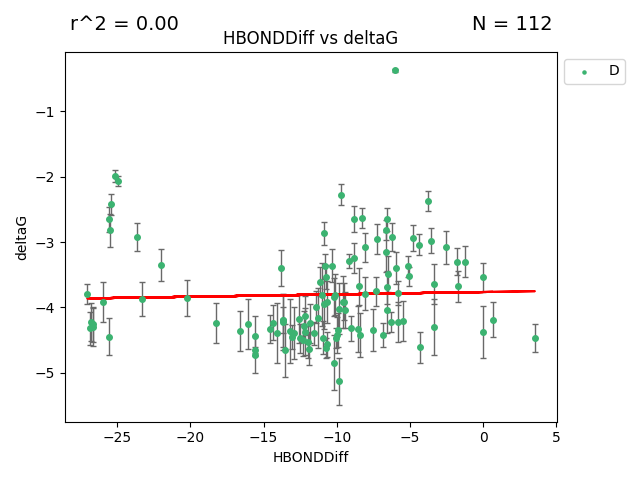 r^2 = 0.00 N = 112
HBONDDiff vs deltaG
D
deltaG
−1
−2
−3
−4
−5
−25 −20 −15 −10 −5 0 5
HBONDDiff